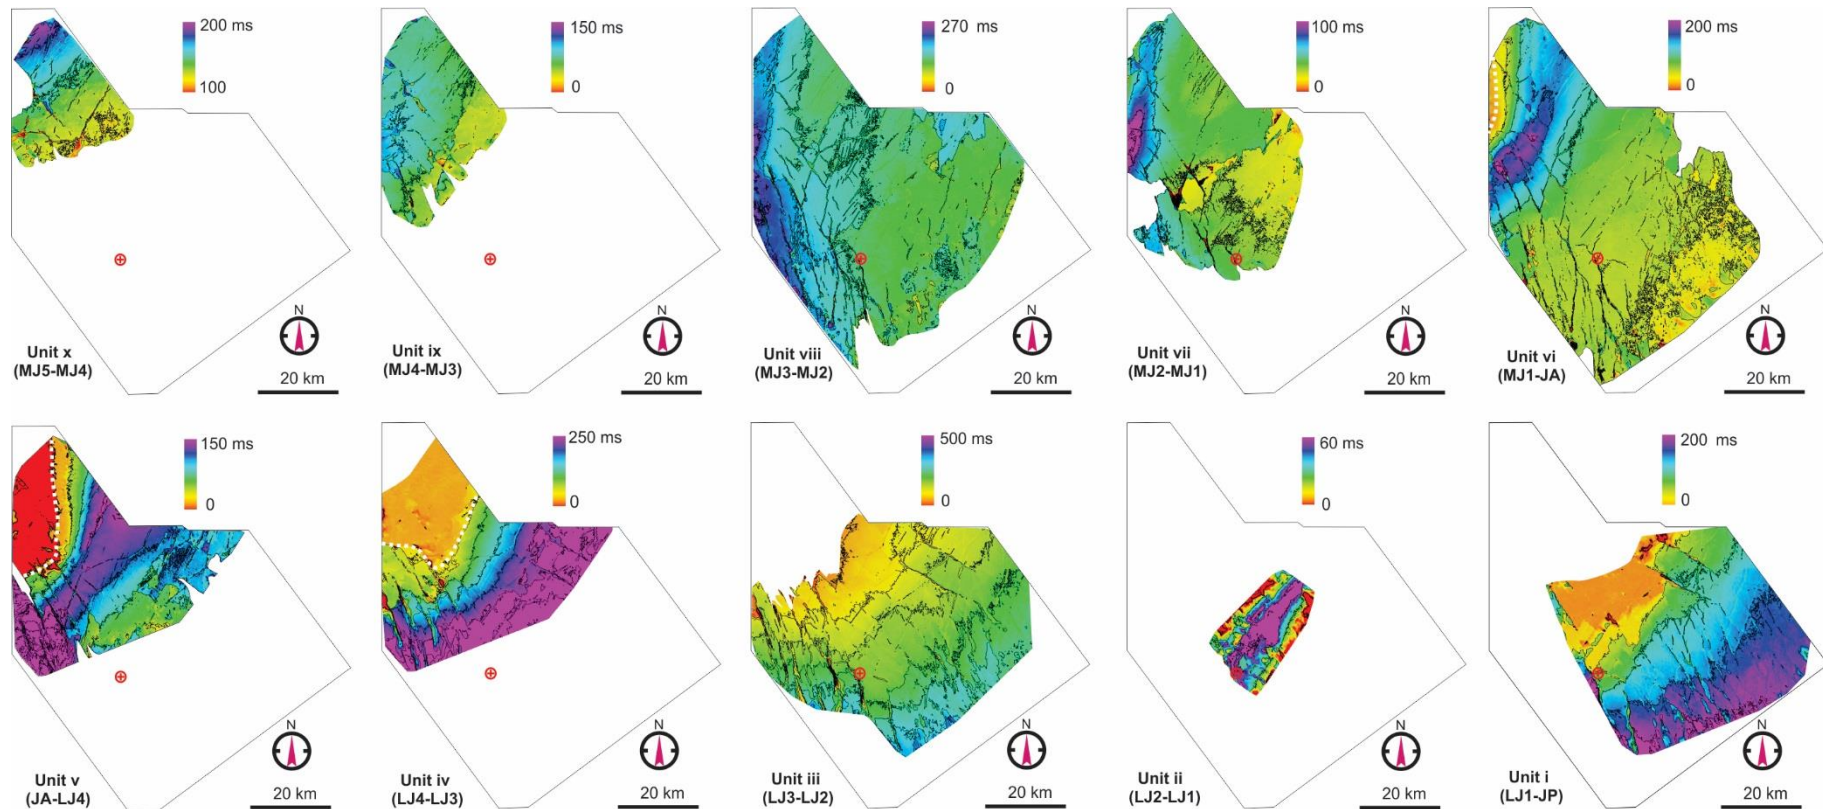 200 ms
100
N
Unit x
(MJ5-MJ4)
20 km
150 ms
0
N
Unit ix
(MJ4-MJ3)
20 km
270 ms
0
N
Unit viii
(MJ3-MJ2)
20 km
100 ms
0
N
Unit vii
(MJ2-MJ1)
20 km
200 ms
0
N
Unit vi
(MJ1-JA)
20 km
150 ms
0
N
Unit v
(JA-LJ4)
20 km
250 ms
0
N
Unit iv
(LJ4-LJ3)
20 km
500 ms
0
N
Unit iii
(LJ3-LJ2)
20 km
60 ms
0
N
Unit ii
(LJ2-LJ1)
20 km
200 ms
0
N
Unit i
(LJ1-JP)
20 km